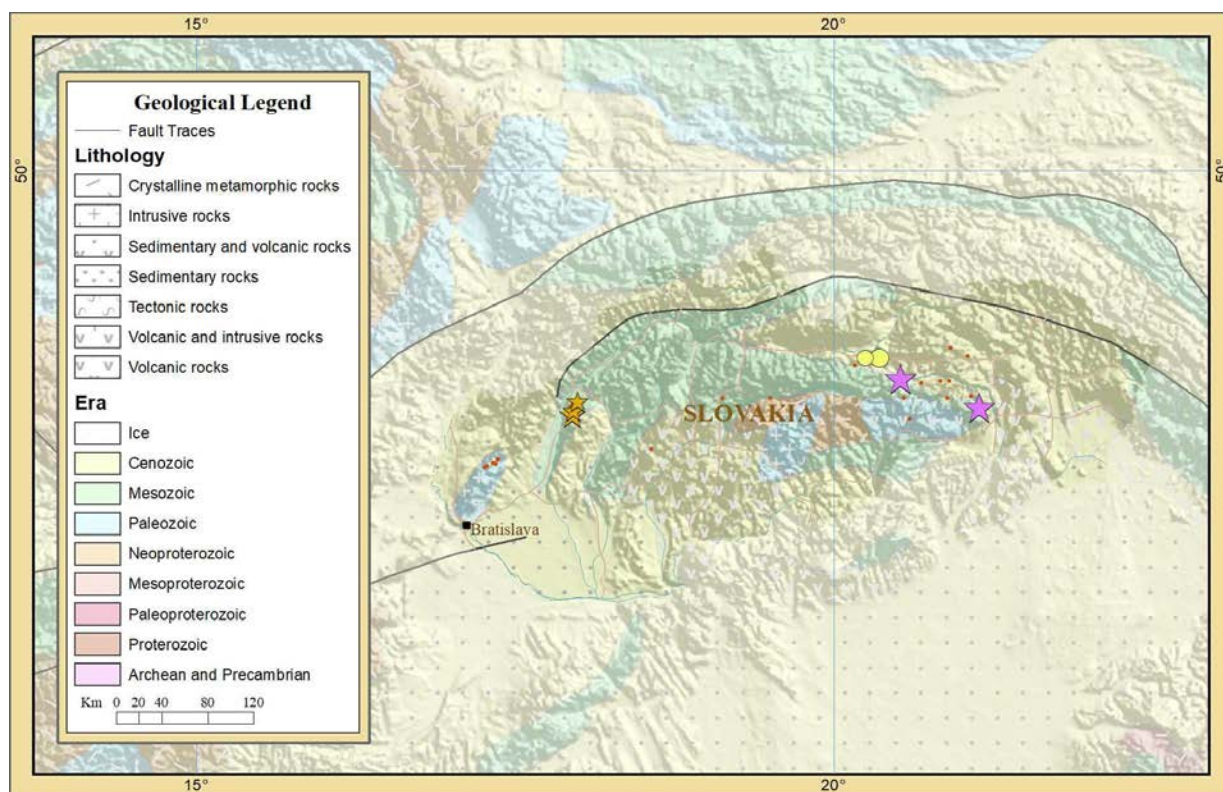 15°
20°
50°
50°
Geological Legend
Fault Traces
Lithology
Crystalline metamorphic rocks
Intrusive rocks
Sedimentary and volcanic rocks
Sedimentary rocks
Tectonic rocks
Volcanic and intrusive rocks
Volcanic rocks
Era
Ice
Cenozoic
Mesozoic
Paleozoic
Neoproterozoic
Mesoproterozoic
Paleoproterozoic
Proterozoic
Archean and Precambrian
Km 0 20 40 80 120
SLOVAKIA
Bratislava
15°
20°